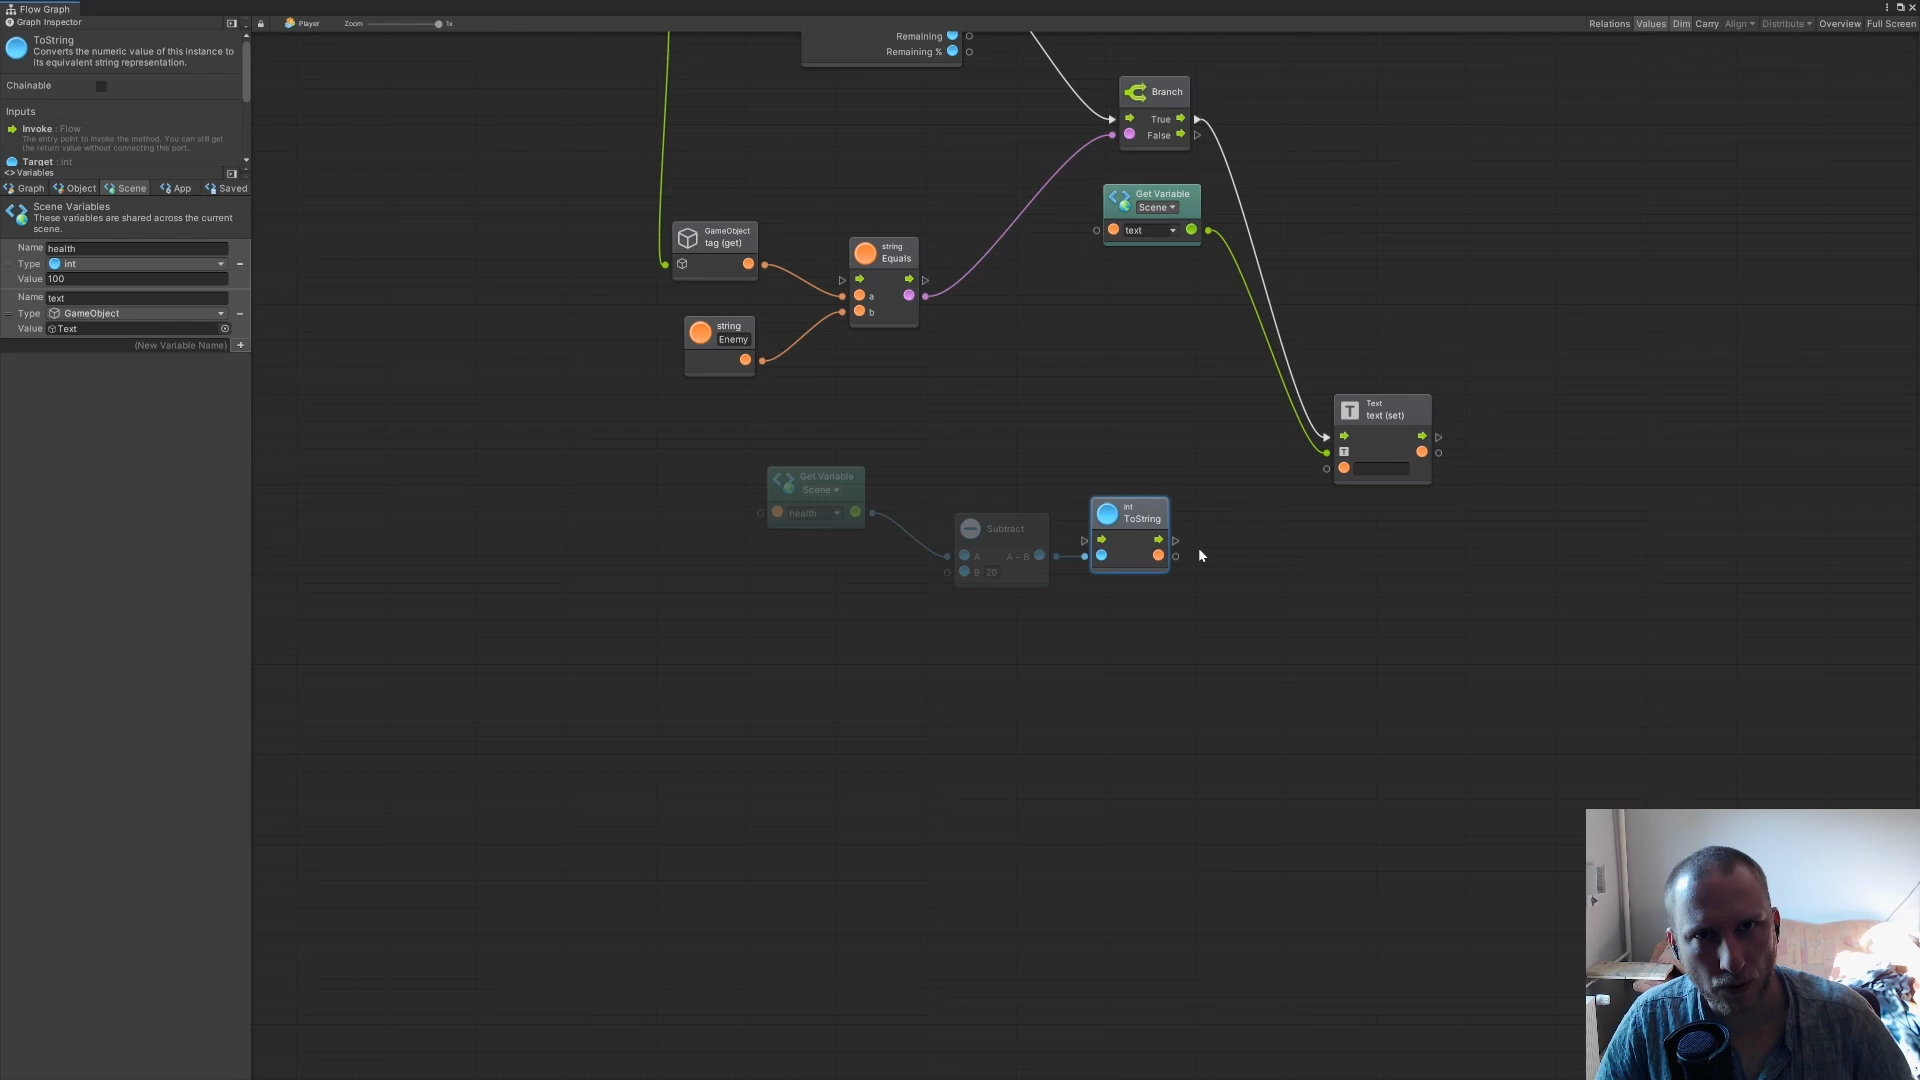 Flow Graph
Graph Inspector
Player Zoom 1x
Relations Values Dim Carry Align Distribute Overview Full Screen
ToString
Converts the numeric value of this instance to
its equivalent string representation.
Chainable
Inputs
Invoke : Flow
The entry point to invoke the method. You can still get
the return value without connecting this port.
Target : int
<> Variables
Graph Object Scene App Saved
Scene Variables
These variables are shared across the current
scene.
Name health
Type int
Value 100
Name text
Type GameObject
Value Text
(New Variable Name)
Remaining
Remaining %
Branch
True
False
Get Variable
Scene
text
GameObject
tag (get)
string
Equals
a
b
string
Enemy
Text
text (set)
T
Get Variable
Scene
health
Subtract
A A – B
B 20
int
ToString